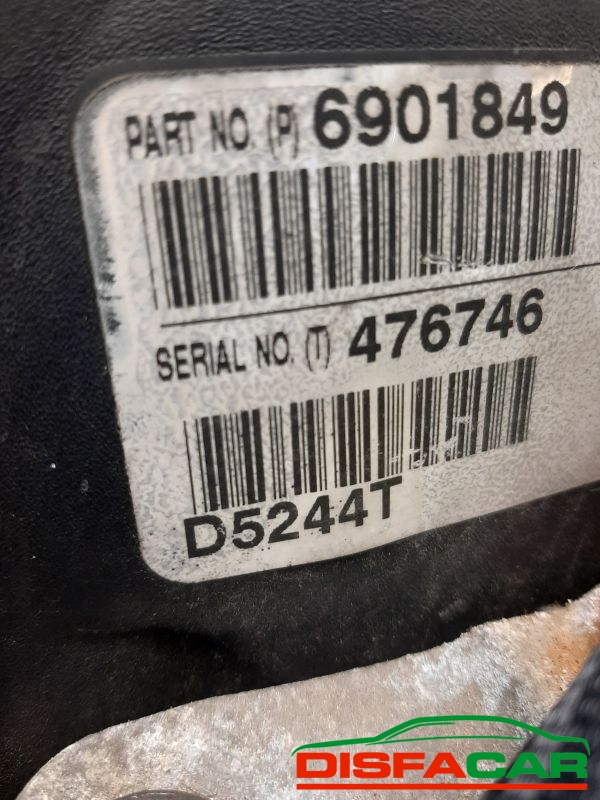 PART NO. (P) 6901849
SERIAL NO. (T) 476746
D5244T
DISFACAR